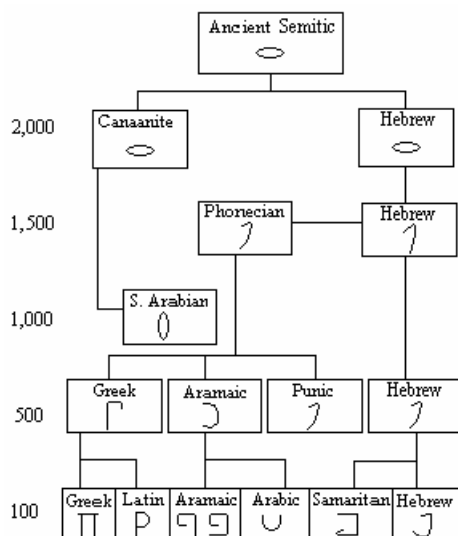 Ancient Semitic
2,000
Canaanite
Hebrew
1,500
Phonecian
Hebrew
1,000
S. Arabian
500
Greek
Aramaic
Punic
Hebrew
100
Greek
Latin
Aramaic
Arabic
Samaritan
Hebrew